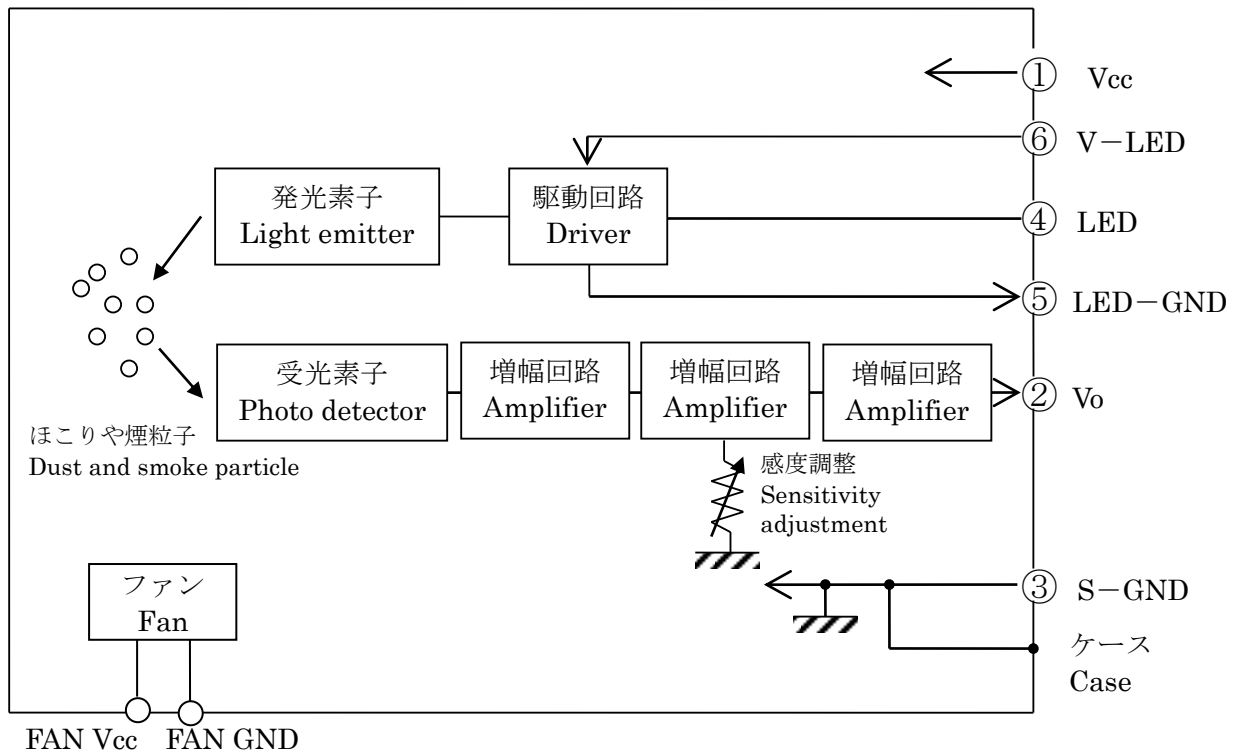 ① Vcc
⑥ V－LED
発光素子
Light emitter
駆動回路
Driver
④ LED
⑤ LED－GND
受光素子
Photo detector
増幅回路
Amplifier
増幅回路
Amplifier
増幅回路
Amplifier
② Vo
ほこりや煙粒子
Dust and smoke particle
感度調整
Sensitivity
adjustment
ファン
Fan
③ S－GND
ケース
Case
FAN Vcc FAN GND